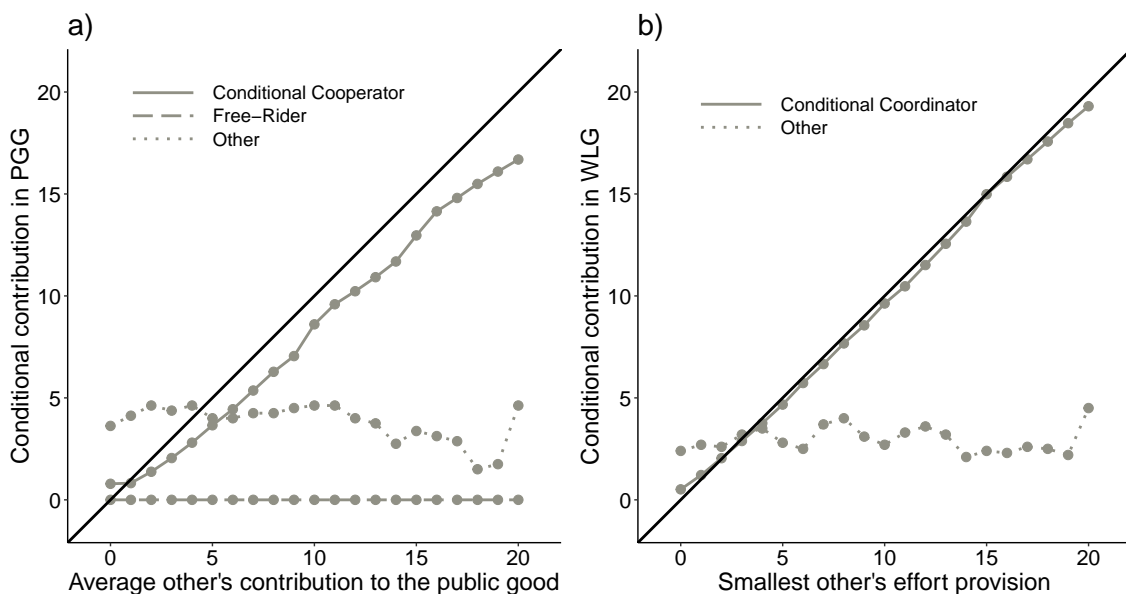 a)
Conditional Cooperator
Free−Rider
Other
Conditional contribution in PGG
20
15
10
5
0
0 5 10 15 20
Average other's contribution to the public good
b)
Conditional Coordinator
Other
Conditional contribution in WLG
20
15
10
5
0
0 5 10 15 20
Smallest other's effort provision